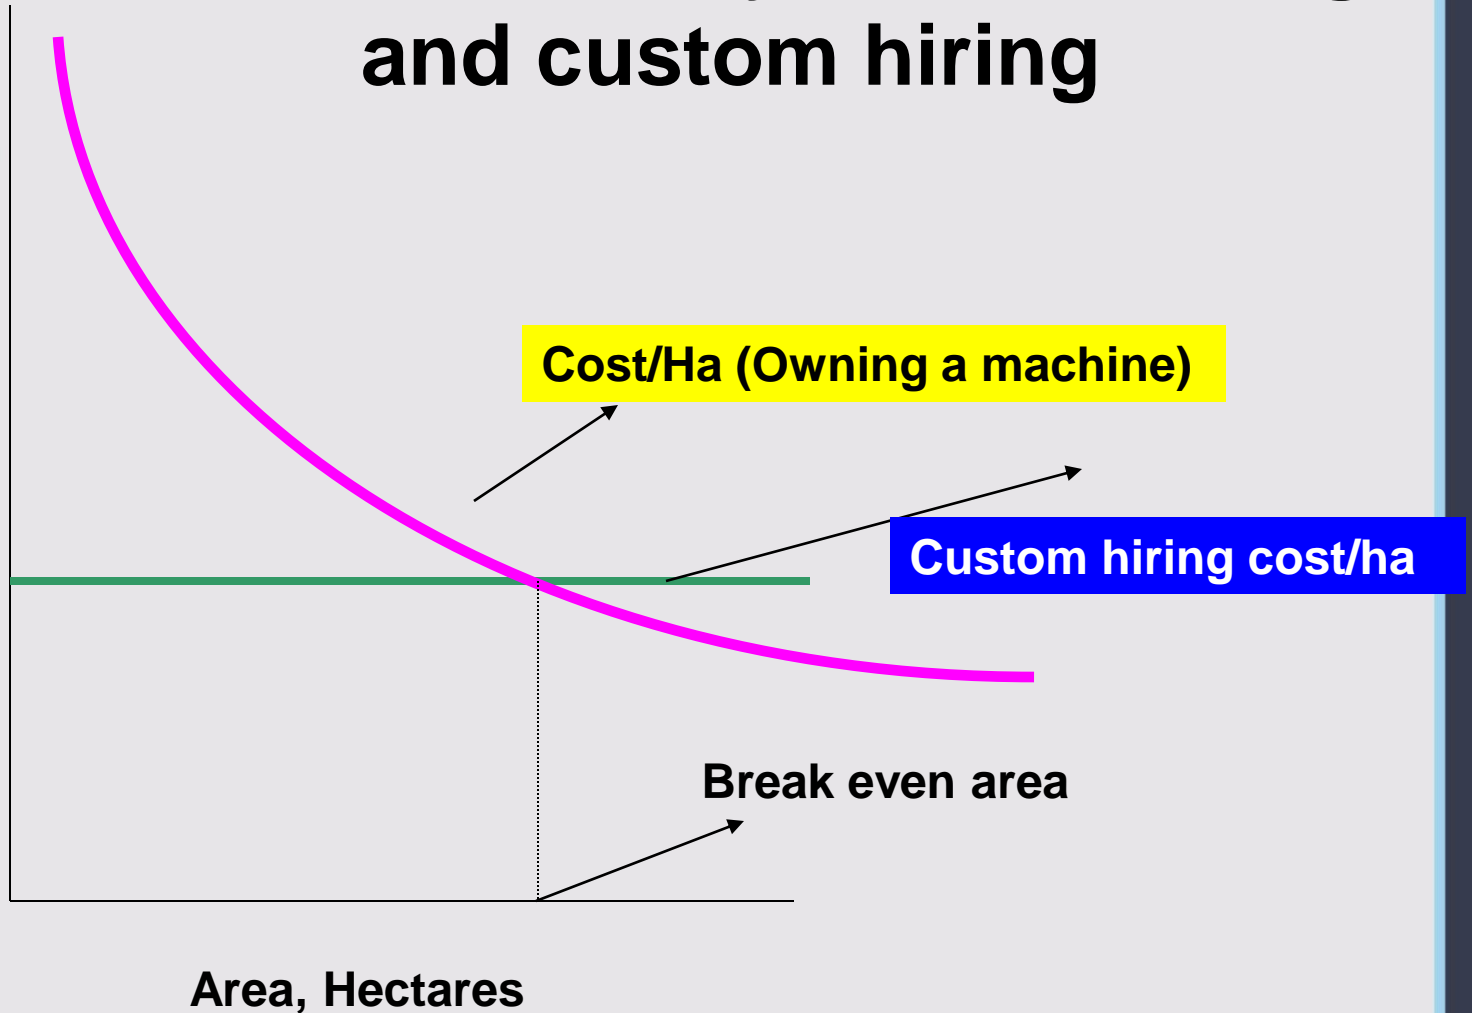 and custom hiring
Cost/Ha (Owning a machine)
Custom hiring cost/ha
Break even area
Area, Hectares